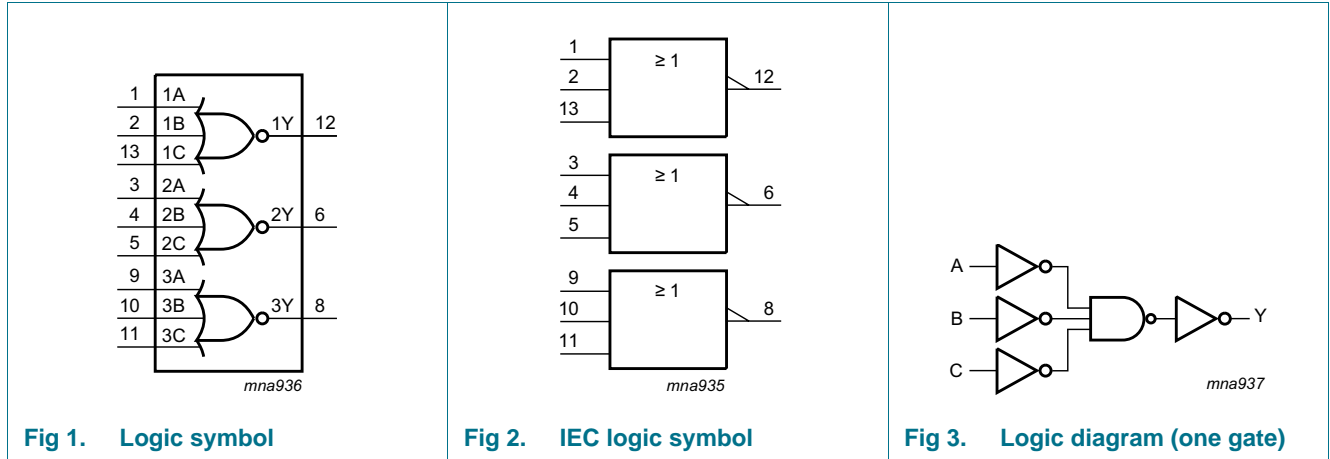 1 1A
2 1B 1Y 12
13 1C
3 2A
4 2B 2Y 6
5 2C
9 3A
10 3B 3Y 8
11 3C
mna936
Fig 1. Logic symbol
1 ≥ 1
2 12
13
3 ≥ 1
4 6
5
9 ≥ 1
10 8
11
mna935
Fig 2. IEC logic symbol
A
B Y
C
mna937
Fig 3. Logic diagram (one gate)